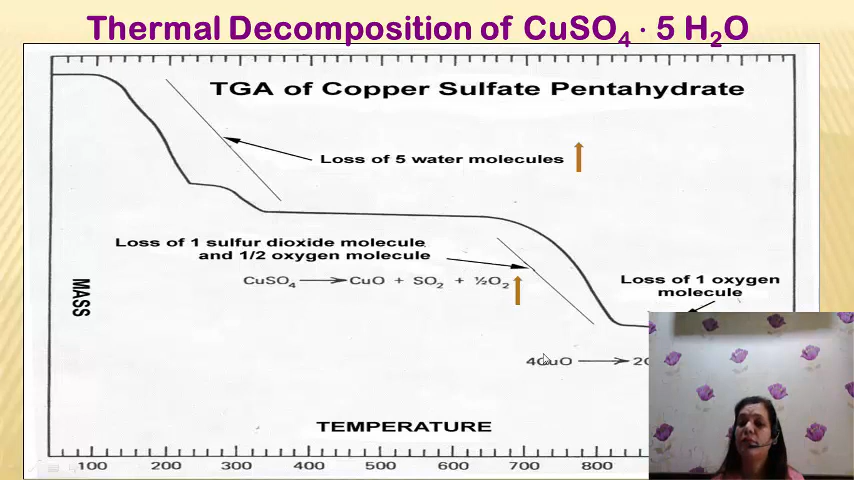 Thermal Decomposition of CuSO₄ · 5 H₂O
TGA of Copper Sulfate Pentahydrate
Loss of 5 water molecules
Loss of 1 sulfur dioxide molecule
and 1/2 oxygen molecule
CuSO₄ → CuO + SO₂ + ½O₂
Loss of 1 oxygen
molecule
MASS
4CuO → 2
TEMPERATURE
100 200 300 400 500 600 700 800